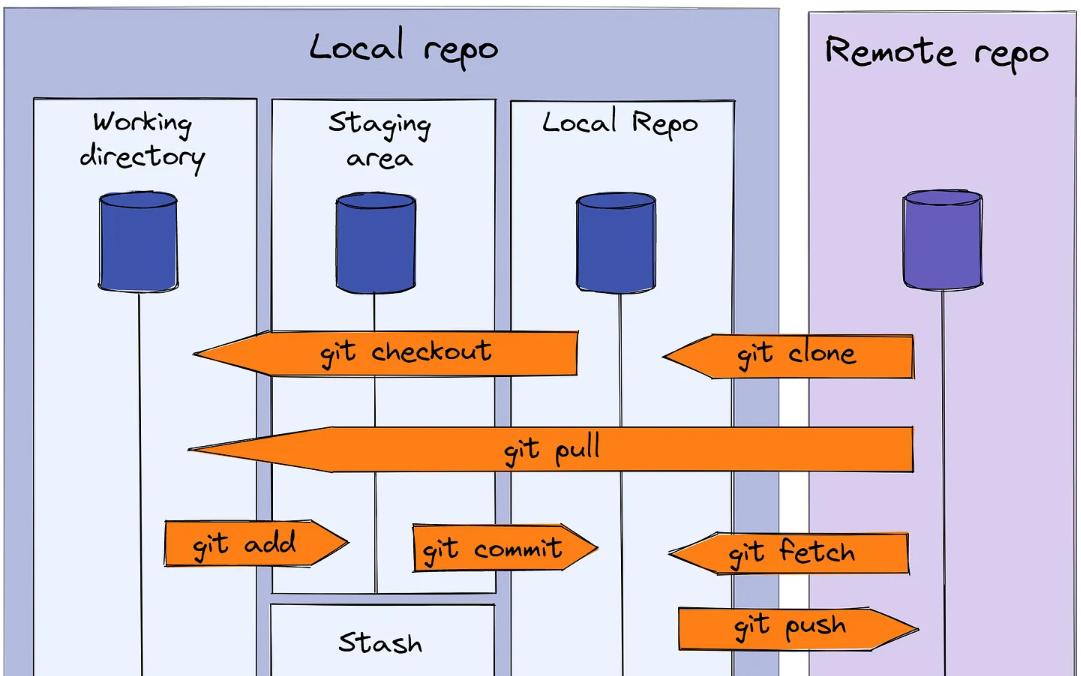 Local repo
Remote repo
Working
directory
Staging
area
Local Repo
git checkout
git clone
git pull
git add
git commit
git fetch
git push
Stash